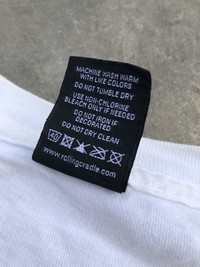 MACHINE WASH WARM
WITH LIKE COLORS
DO NOT TUMBLE DRY
USE NON-CHLORINE
BLEACH ONLY IF NEEDED
DO NOT IRON IF
DECORATED
DO NOT DRY CLEAN
40
www.rollingcradle.com